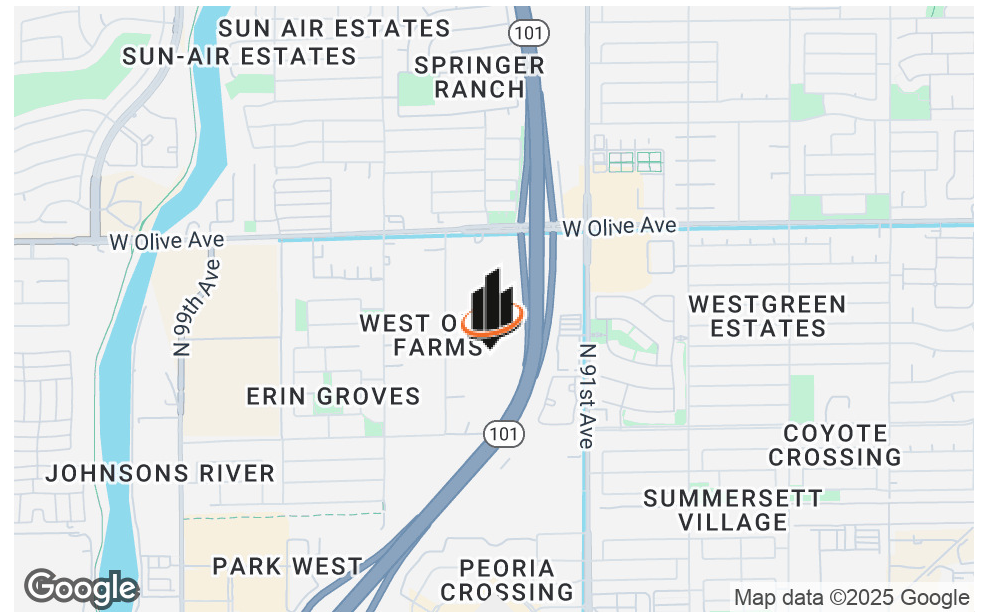 SUN AIR ESTATES
SUN-AIR ESTATES
101
SPRINGER
RANCH
W Olive Ave
W Olive Ave
N 99th Ave
WEST O
FARMS
WESTGREEN
ESTATES
N 91st Ave
ERIN GROVES
101
COYOTE
CROSSING
JOHNSONS RIVER
SUMMERSETT
VILLAGE
PARK WEST
PEORIA
CROSSING
Google
Map data ©2025 Google